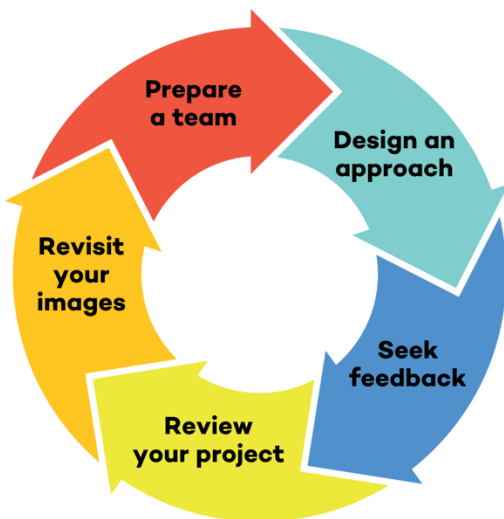 Prepare
a team
Design an
approach
Seek
feedback
Review
your project
Revisit
your
images